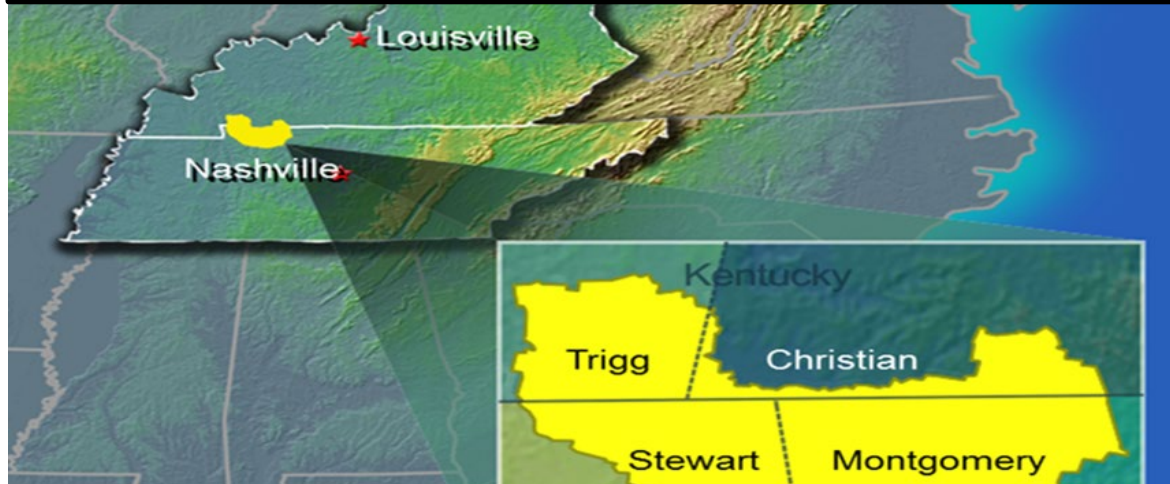 Louisville
Nashville
Kentucky
Trigg
Christian
Stewart
Montgomery